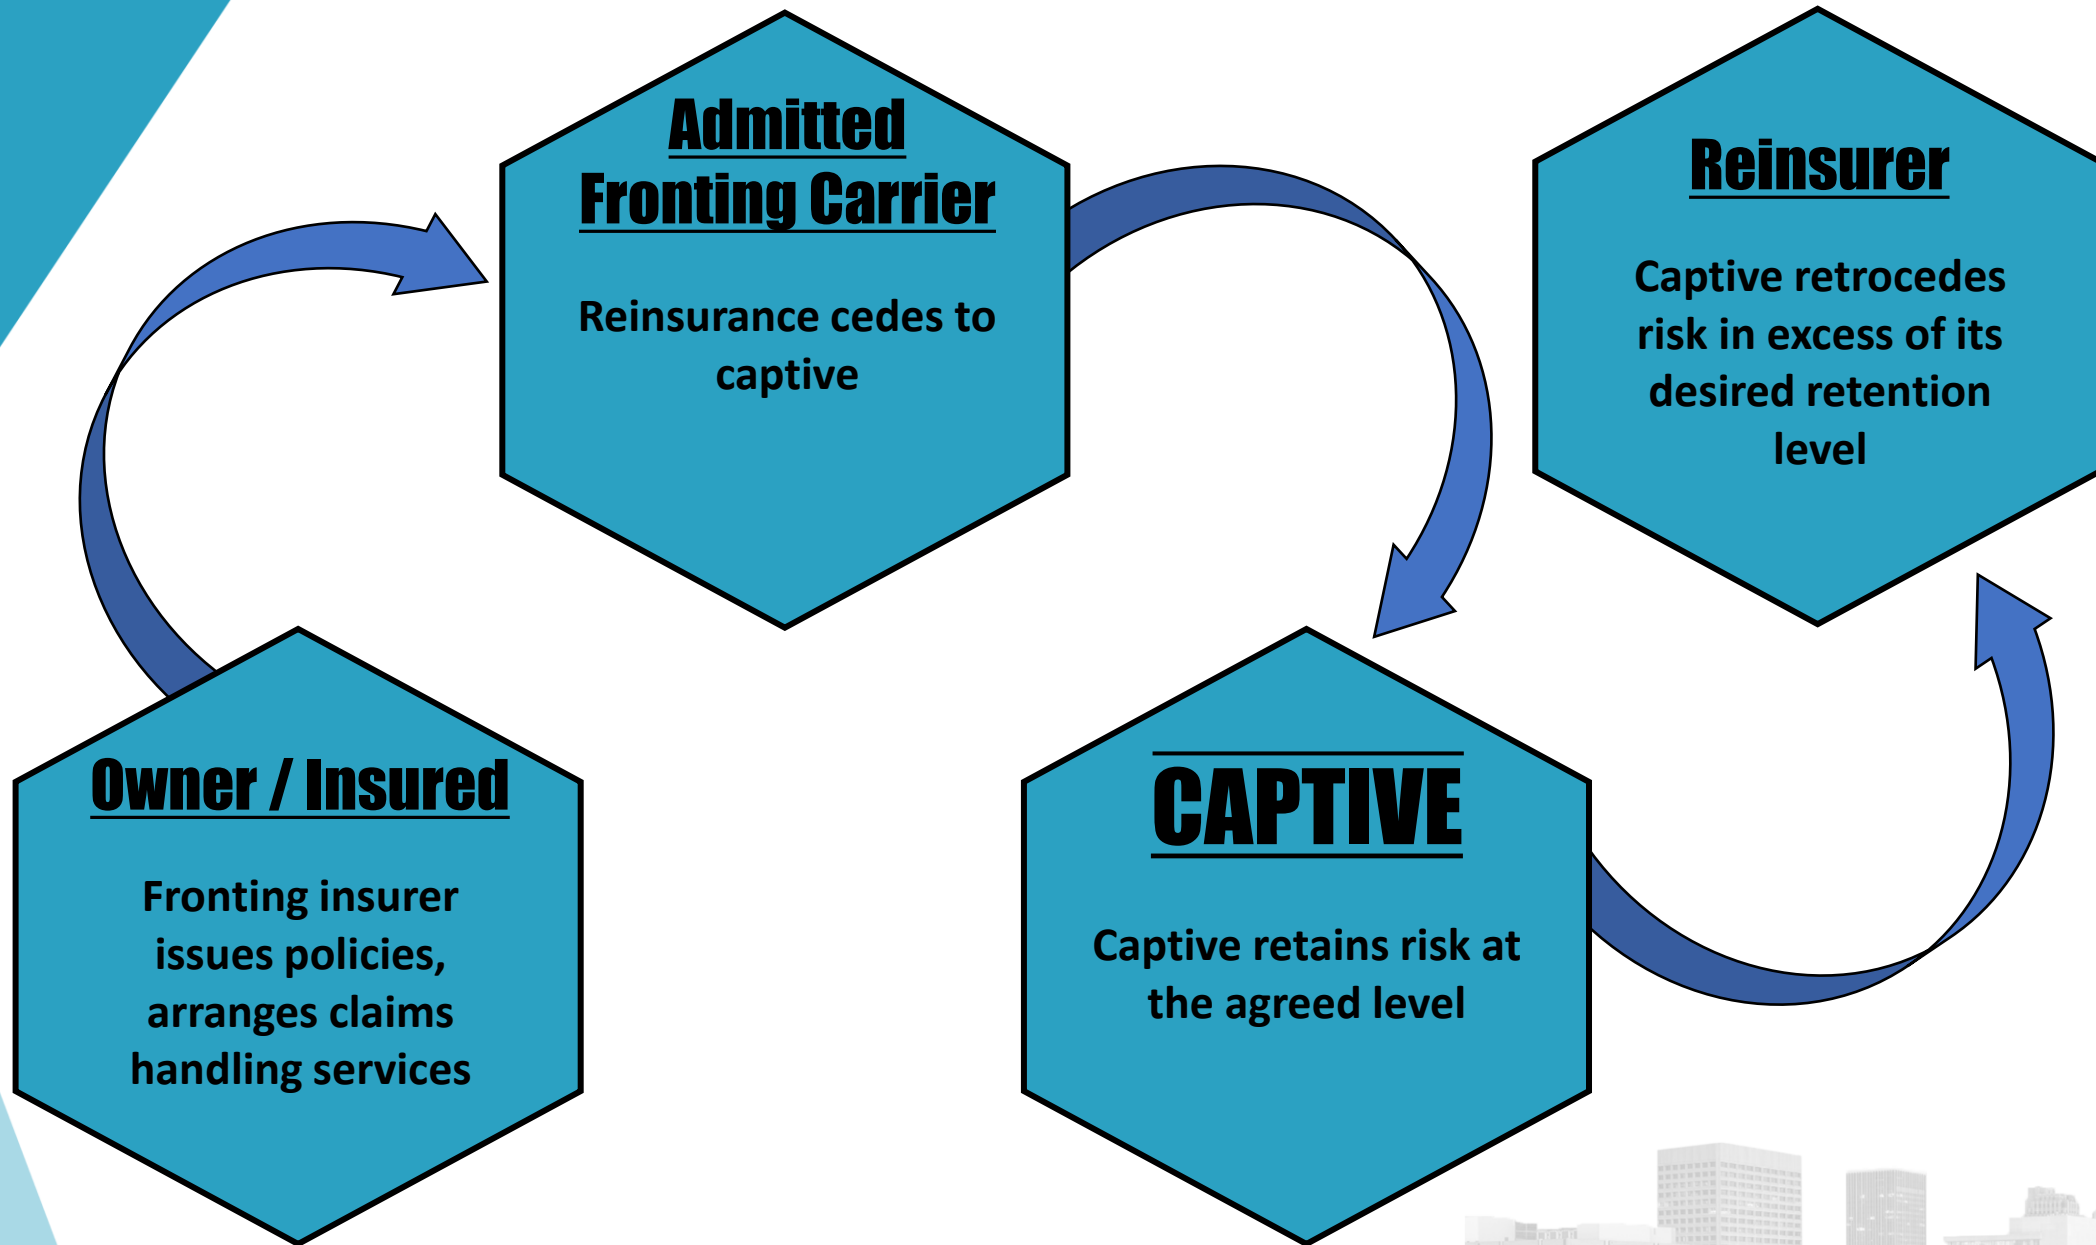 Admitted
Fronting Carrier
Reinsurance cedes to
captive
Reinsurer
Captive retrocedes
risk in excess of its
desired retention
level
Owner / Insured
Fronting insurer
issues policies,
arranges claims
handling services
CAPTIVE
Captive retains risk at
the agreed level